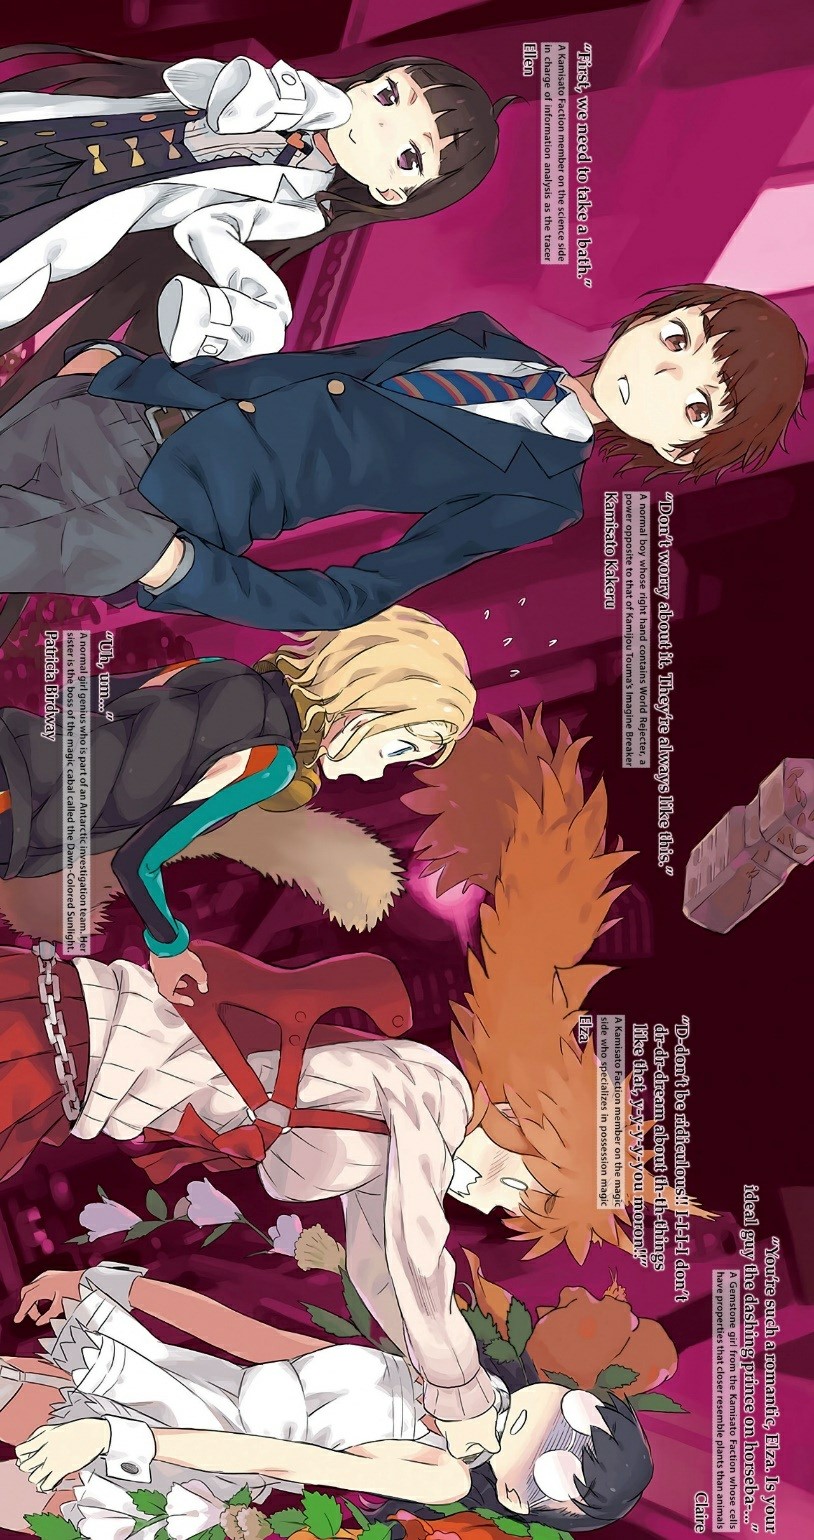 "First, we need to take a bath."
A Kamisato Faction member on the science side
in charge of information analysis as the tracer
Ellen
"Don't worry about it. They're always like this."
A normal boy whose right hand contains World Rejecter, a
power opposite to that of Kamijou Touma's Imagine Breaker
Kamisato Kakeru
"Uh, um..."
A normal girl genius who is part of an Antarctic investigation team. Her
sister is the boss of the magic cabal called the Dawn-Colored Sunlight.
Patricia Birdway
"D-don't be ridiculous!! I-I-I-I don't
dr-dr-dream about th-th-things
like that, y-y-y-y-you moron!!"
A Kamisato Faction member on the magic
side who specializes in possession magic
Elza
"You're such a romantic, Elza. Is your
ideal guy the dashing prince on horseba-..."
A Gemstone girl from the Kamisato Faction whose cells
have properties that closer resemble plants than animals
Claire